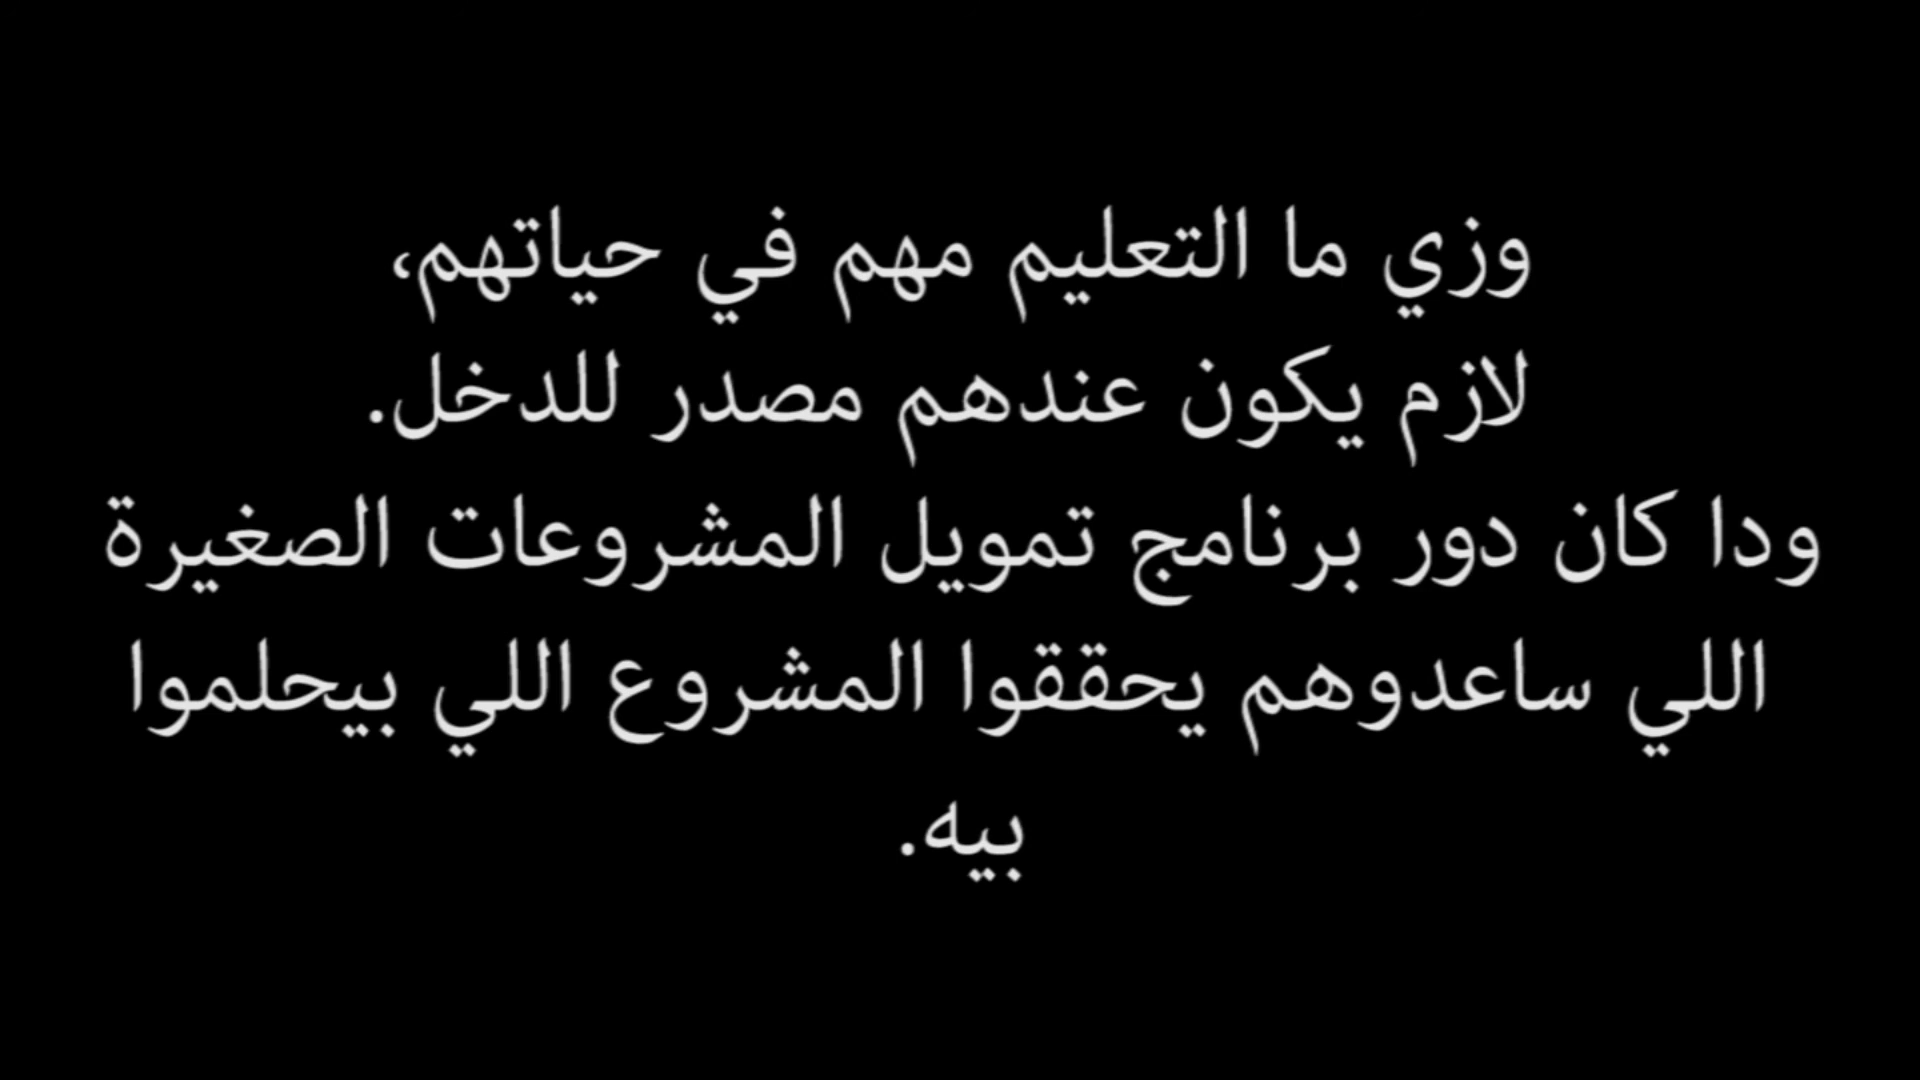 وزي ما التعليم مهم في حياتهم،
لازم يكون عندهم مصدر للدخل.
ودا كان دور برنامج تمويل المشروعات الصغيرة
اللي ساعدوهم يحققوا المشروع اللي بيحلموا
بيه.